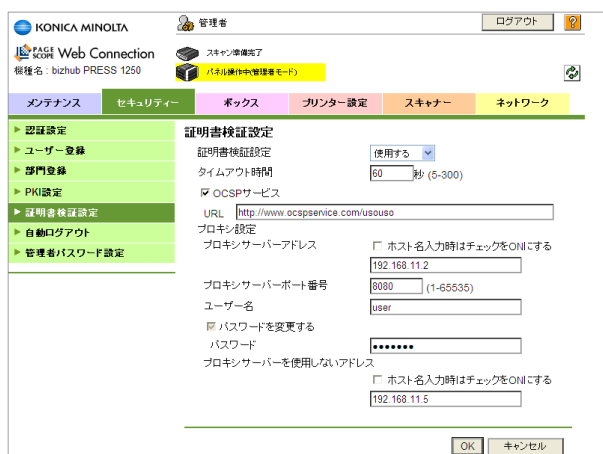 KONICA MINOLTA
管理者
ログアウト
?
PAGE SCOPE Web Connection
スキャン準備完了
機種名 : bizhub PRESS 1250
パネル操作中(管理者モード)
メンテナンス
セキュリティー
ボックス
プリンター設定
スキャナー
ネットワーク
認証設定
ユーザー登録
部門登録
PKI設定
証明書検証設定
自動ログアウト
管理者パスワード設定
証明書検証設定
証明書検証設定
使用する
タイムアウト時間
60 秒 (5-300)
OCSPサービス
URL http://www.ocspservice.com/usouso
プロキシ設定
プロキシサーバーアドレス
ホスト名入力時はチェックをONにする
192.168.11.2
プロキシサーバーポート番号
8080 (1-65535)
ユーザー名
user
パスワードを変更する
パスワード
●●●●●●●
プロキシサーバーを使用しないアドレス
ホスト名入力時はチェックをONにする
192.168.11.5
OK
キャンセル